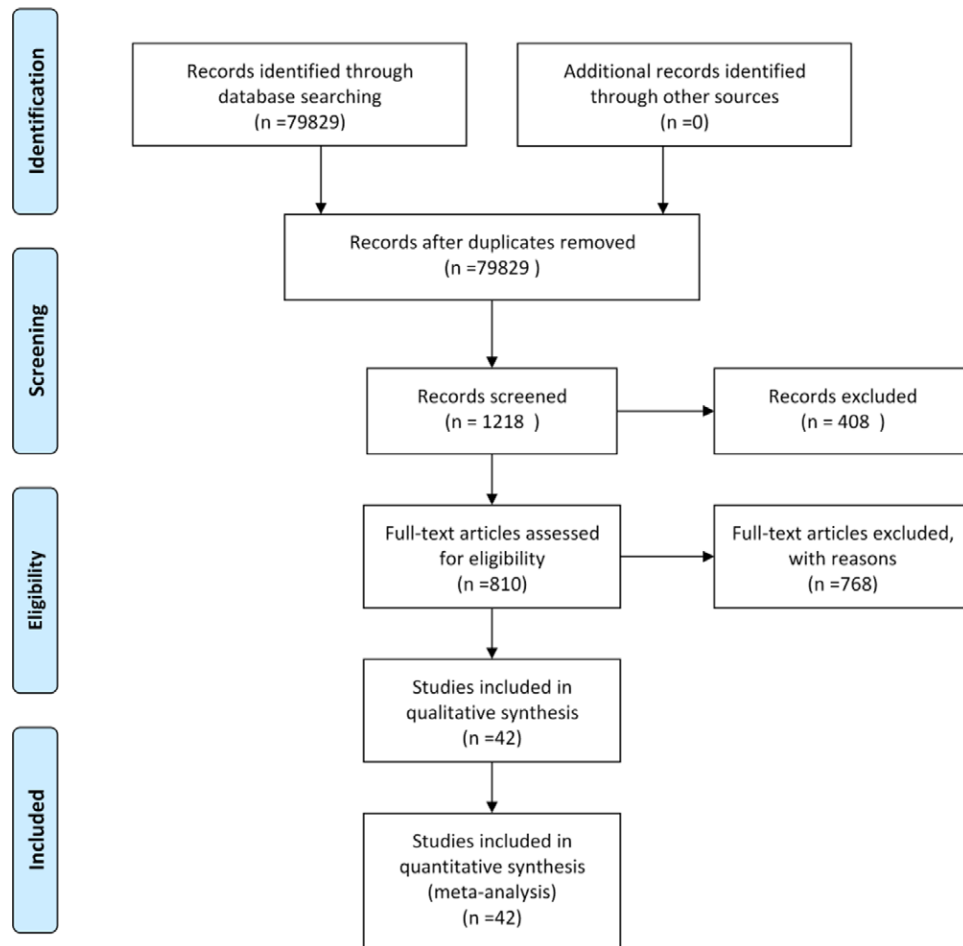 Identification
Records identified through
database searching
(n =79829)
Additional records identified
through other sources
(n =0)
Records after duplicates removed
(n =79829 )
Screening
Records screened
(n = 1218 )
Records excluded
(n = 408 )
Eligibility
Full-text articles assessed
for eligibility
(n =810)
Full-text articles excluded,
with reasons
(n =768)
Studies included in
qualitative synthesis
(n =42)
Included
Studies included in
quantitative synthesis
(meta-analysis)
(n =42)